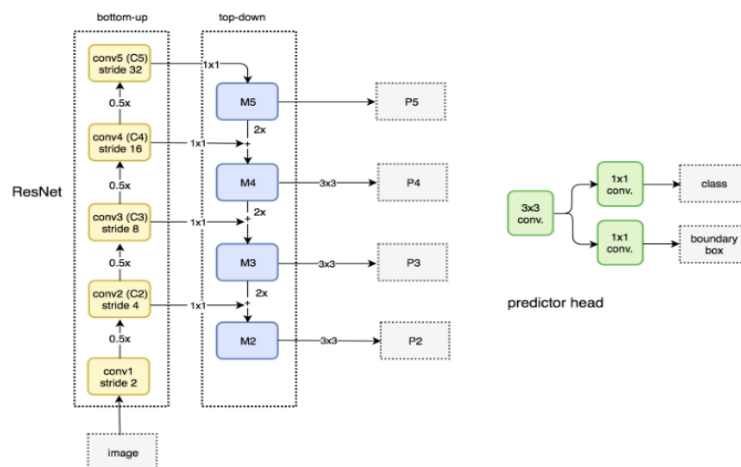 bottom-up
top-down
conv5 (C5)
stride 32
1x1
M5
P5
0.5x
2x
+
conv4 (C4)
stride 16
1x1
M4
3x3
P4
ResNet
0.5x
2x
+
conv3 (C3)
stride 8
1x1
M3
3x3
P3
0.5x
2x
+
conv2 (C2)
stride 4
1x1
M2
3x3
P2
0.5x
conv1
stride 2
image
3x3
conv.
1x1
conv.
class
1x1
conv.
boundary
box
predictor head